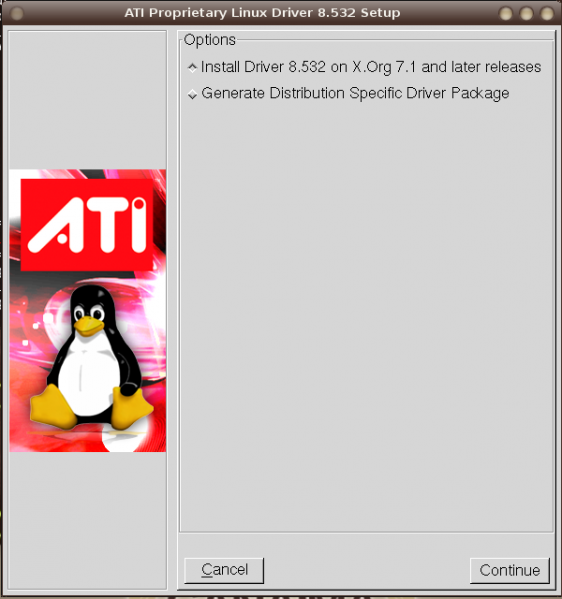 ATI Proprietary Linux Driver 8.532 Setup
Options
Install Driver 8.532 on X.Org 7.1 and later releases
Generate Distribution Specific Driver Package
ATI
Cancel
Continue